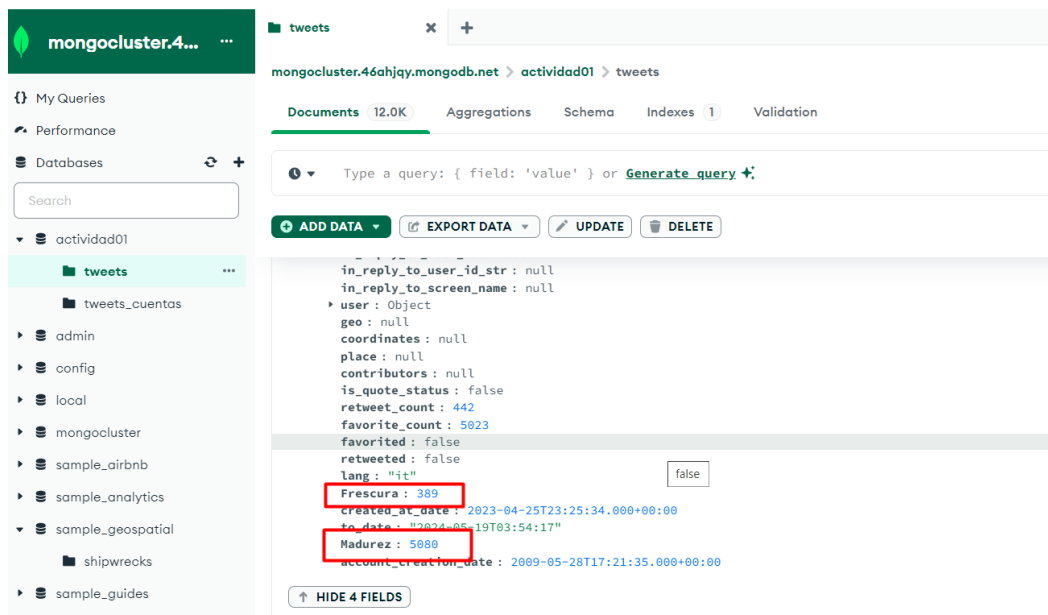 mongocluster.4... ...
tweets
mongocluster.46ahjqy.mongodb.net > actividad01 > tweets
{} My Queries
Performance
Databases
Search
actividad01
tweets ...
tweets_cuentas
admin
config
local
mongocluster
sample_airbnb
sample_analytics
sample_geospatial
shipwrecks
sample_guides
Documents 12.0K Aggregations Schema Indexes 1 Validation
Type a query: { field: 'value' } or Generate query
ADD DATA EXPORT DATA UPDATE DELETE
in_reply_to_user_id_str : null
in_reply_to_screen_name : null
user : Object
geo : null
coordinates : null
place : null
contributors : null
is_quote_status : false
retweet_count : 442
favorite_count : 5023
favorited : false
retweeted : false
lang : "it"
false
Frescura : 389
created_at_date : 2023-04-25T23:25:34.000+00:00
to_date : "2024-05-19T03:54:17"
Madurez : 5080
account_creation_date : 2009-05-28T17:21:35.000+00:00
HIDE 4 FIELDS